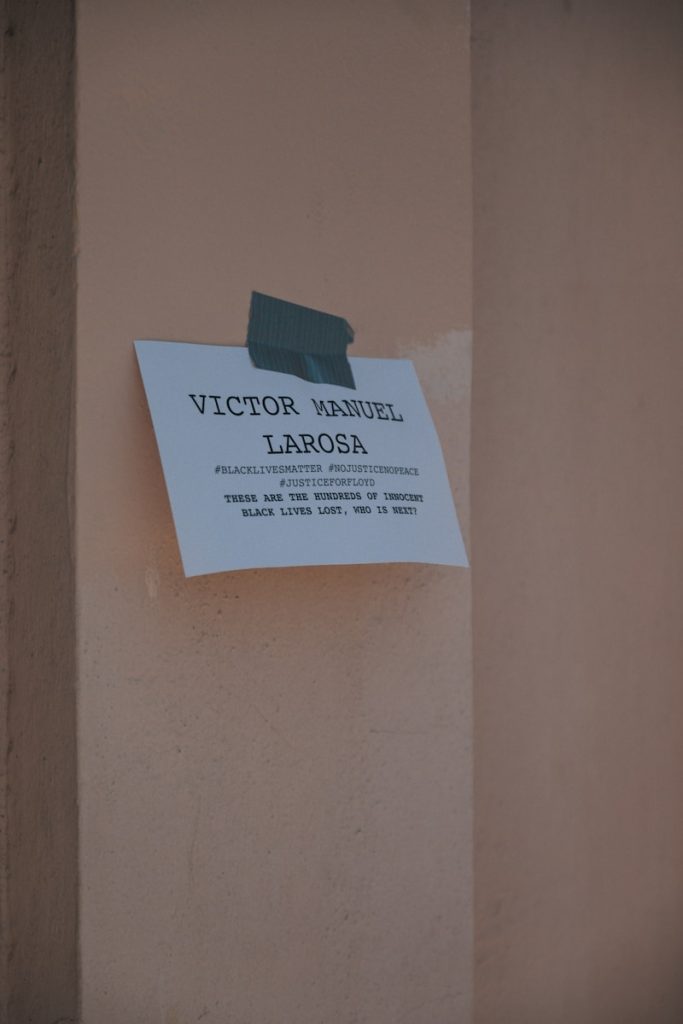 VICTOR MANUEL
LAROSA
#BLACKLIVESMATTER #NOJUSTICENOPEACE
#JUSTICEFORFLOYD
THESE ARE THE HUNDREDS OF INNOCENT
BLACK LIVES LOST, WHO IS NEXT?